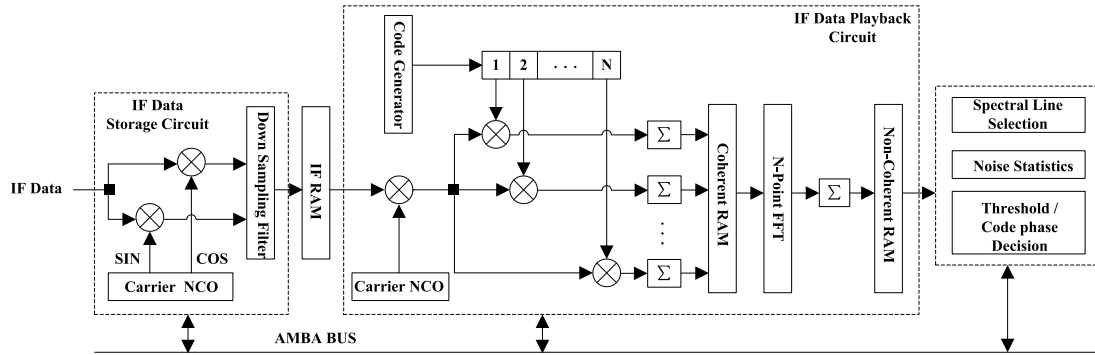 IF Data Playback
Circuit
Code Generator
1 2 . . . N
IF Data
Storage Circuit
Down Sampling Filter
IF RAM
IF Data
SIN
COS
Carrier NCO
Carrier NCO
Σ
Σ
. . .
Σ
Coherent RAM
N-Point FFT
Σ
Non-Coherent RAM
Spectral Line
Selection
Noise Statistics
Threshold /
Code phase
Decision
AMBA BUS